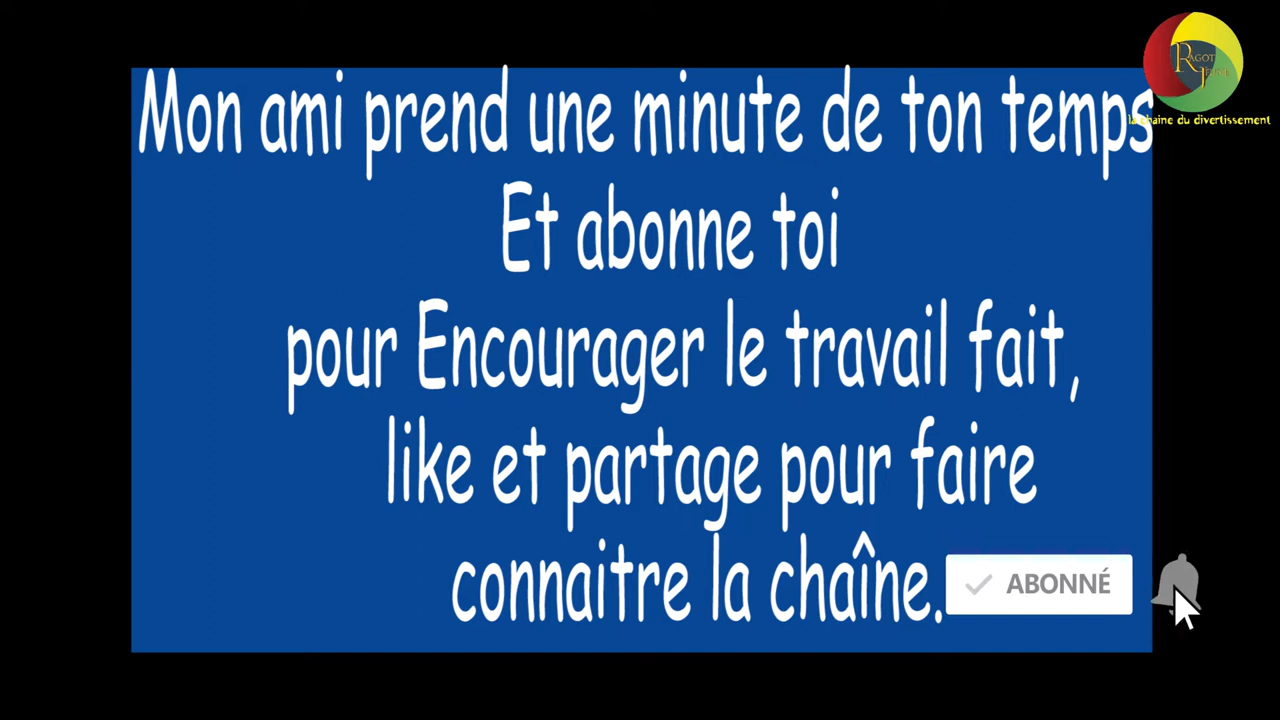 Mon ami prend une minute de ton temps
Et abonne toi
pour Encourager le travail fait,
like et partage pour faire
connaitre la chaîne.
ABONNÉ
RAGOT
la chaine du divertissement